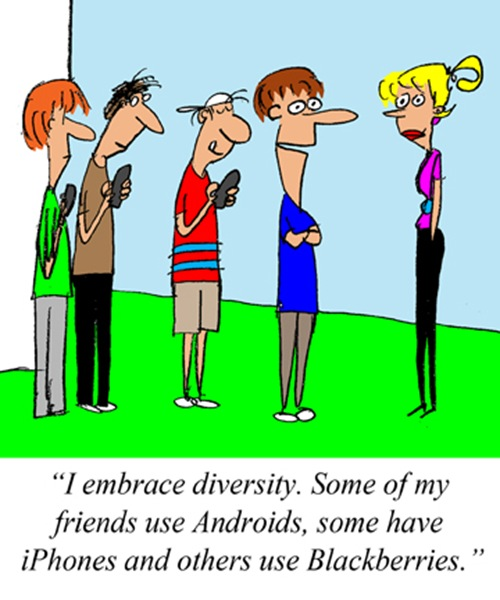 “I embrace diversity. Some of my
friends use Androids, some have
iPhones and others use Blackberries.”